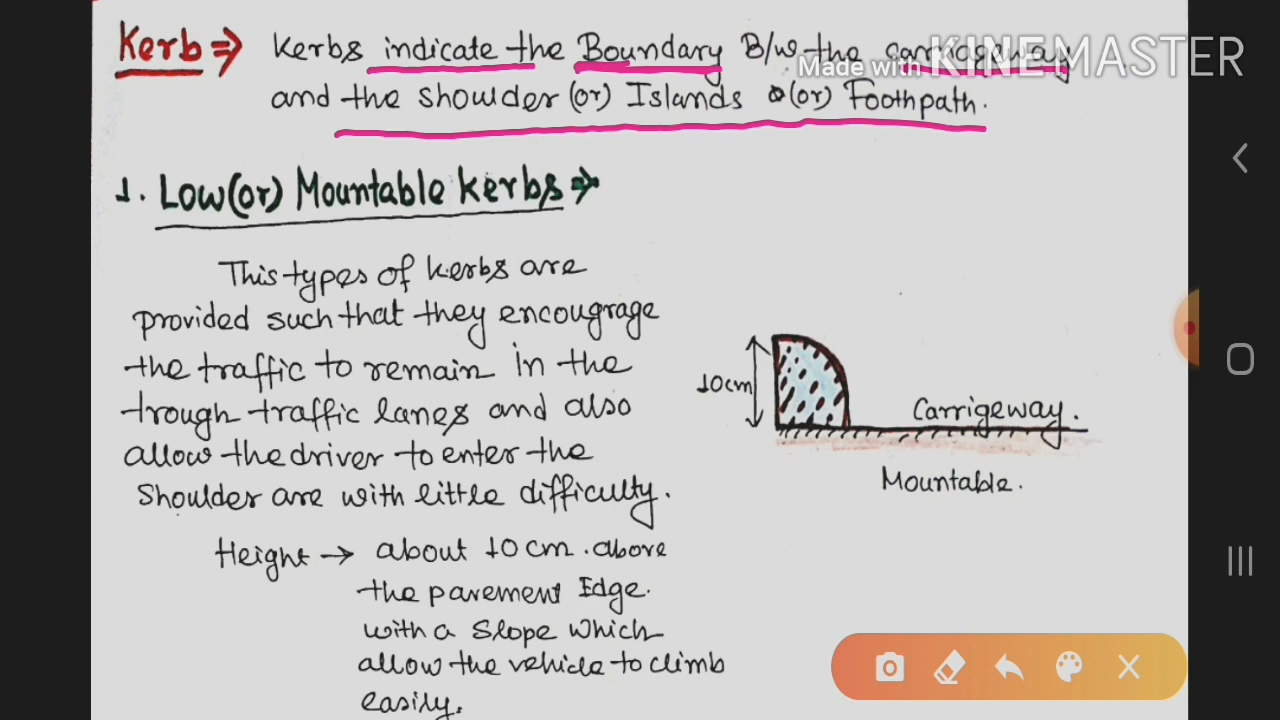 Kerb ⇒ Kerbs indicate the Boundary B/w the carriageway
Made with KINEMASTER
and the shoulder (or) Islands (or) Foothpath.
1. Low (or) Mountable Kerbs ⇒
This types of kerbs are
provided such that they encougrage
the traffic to remain in the
trough traffic lanes and also
allow the driver to enter the
Shoulder are with little difficulty.
Height → about 10 cm. above
the pavement Edge.
with a slope which
allow the vehicle to climb
easily.
10cm
Carrigeway.
Mountable.